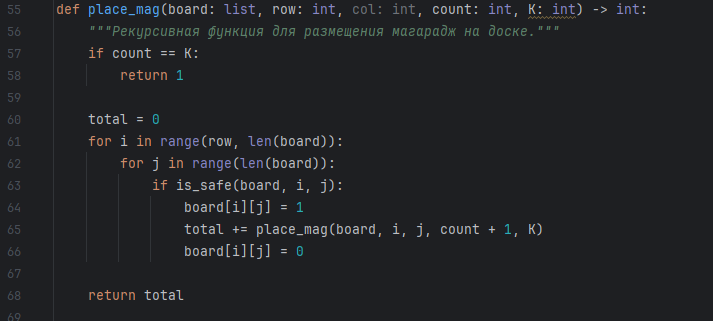 55 def place_mag(board: list, row: int, col: int, count: int, K: int) -> int:
56 """Рекурсивная функция для размещения магарадж на доске."""
57 if count == K:
58 return 1
59
60 total = 0
61 for i in range(row, len(board)):
62 for j in range(len(board)):
63 if is_safe(board, i, j):
64 board[i][j] = 1
65 total += place_mag(board, i, j, count + 1, K)
66 board[i][j] = 0
67
68 return total
69